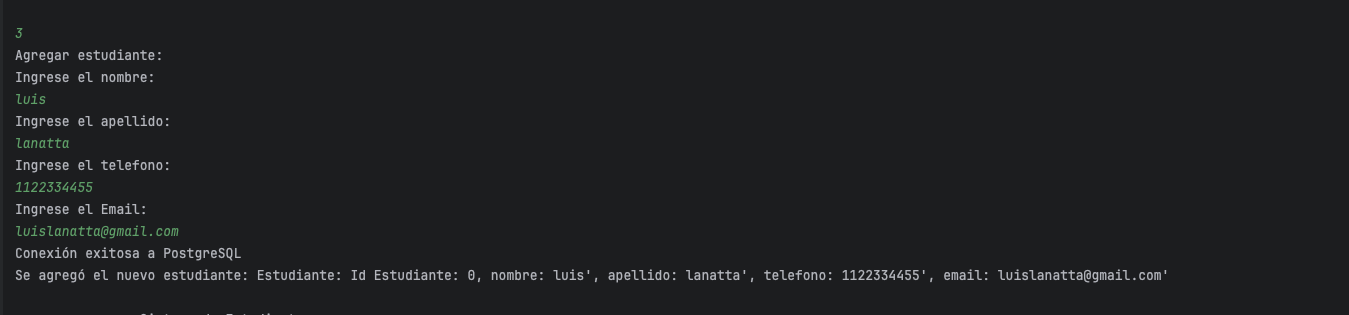 3
Agregar estudiante:
Ingrese el nombre:
luis
Ingrese el apellido:
lanatta
Ingrese el telefono:
1122334455
Ingrese el Email:
luislanatta@gmail.com
Conexión exitosa a PostgreSQL
Se agregó el nuevo estudiante: Estudiante: Id Estudiante: 0, nombre: luis', apellido: lanatta', telefono: 1122334455', email: luislanatta@gmail.com'